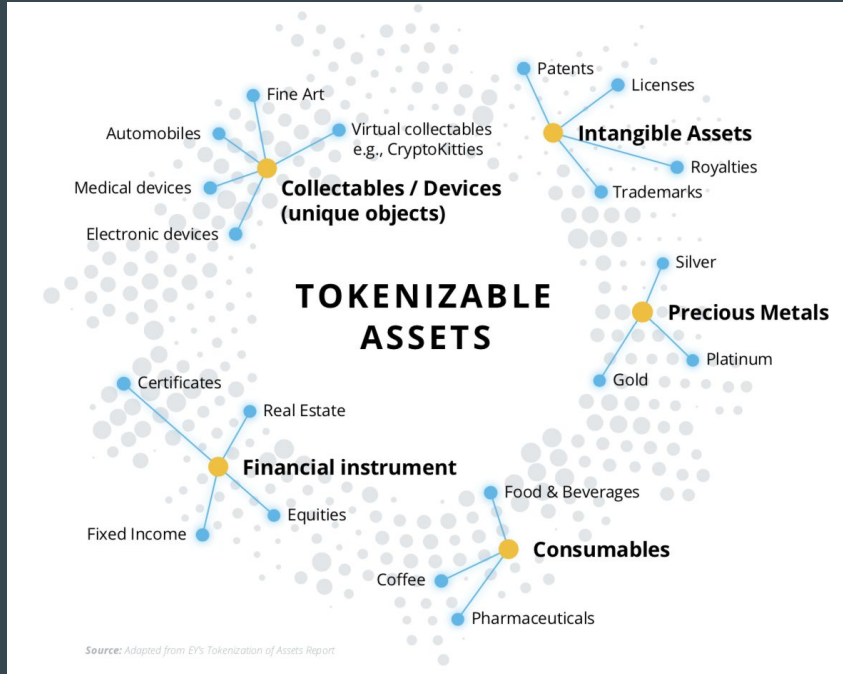 Patents
Licenses
Intangible Assets
Royalties
Trademarks
Fine Art
Automobiles
Virtual collectables
e.g., CryptoKitties
Medical devices
Collectables / Devices
(unique objects)
Electronic devices
TOKENIZABLE
ASSETS
Silver
Precious Metals
Platinum
Gold
Certificates
Real Estate
Financial instrument
Equities
Fixed Income
Food & Beverages
Consumables
Coffee
Pharmaceuticals
Source: Adapted from EY's Tokenization of Assets Report